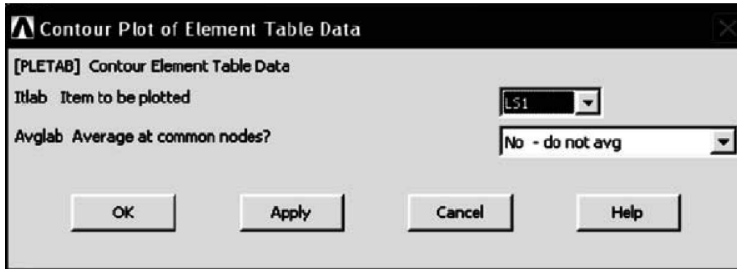 Contour Plot of Element Table Data
[PLETAB] Contour Element Table Data
Itlab Item to be plotted LS1
Avglab Average at common nodes? No - do not avg
OK Apply Cancel Help